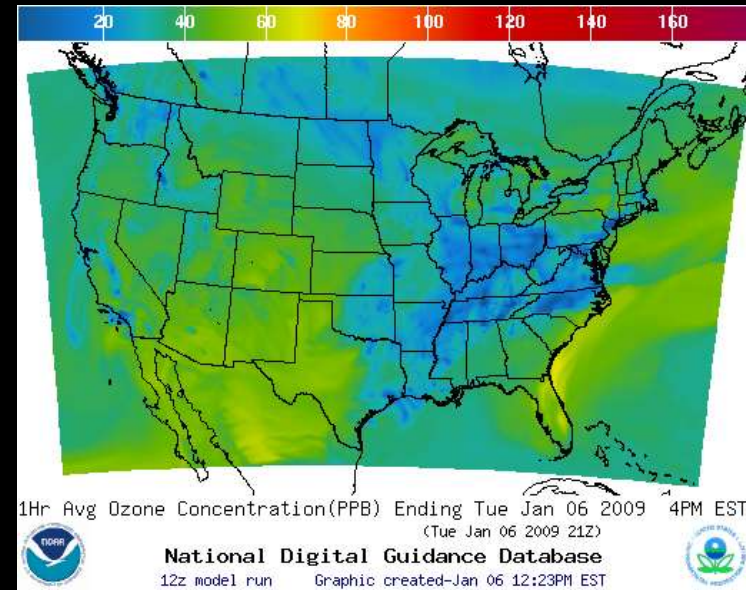 20 40 60 80 100 120 140 160
1Hr Avg Ozone Concentration(PPB) Ending Tue Jan 06 2009 4PM EST
(Tue Jan 06 2009 21Z)
National Digital Guidance Database
12z model run Graphic created-Jan 06 12:23PM EST
NOAA